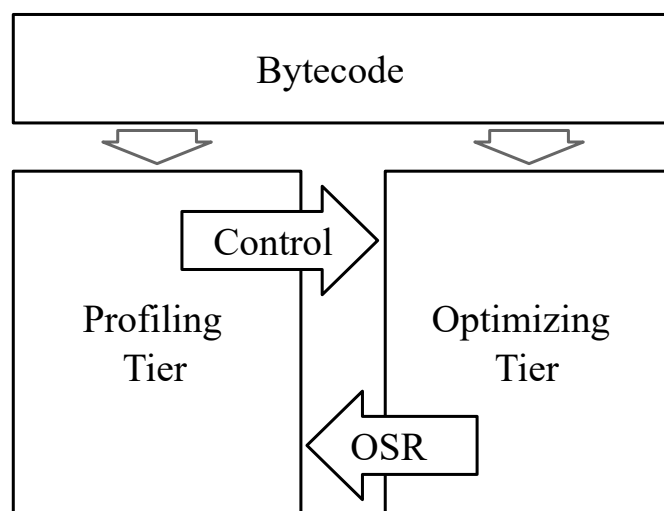 Bytecode
Control
Profiling
Tier
Optimizing
Tier
OSR